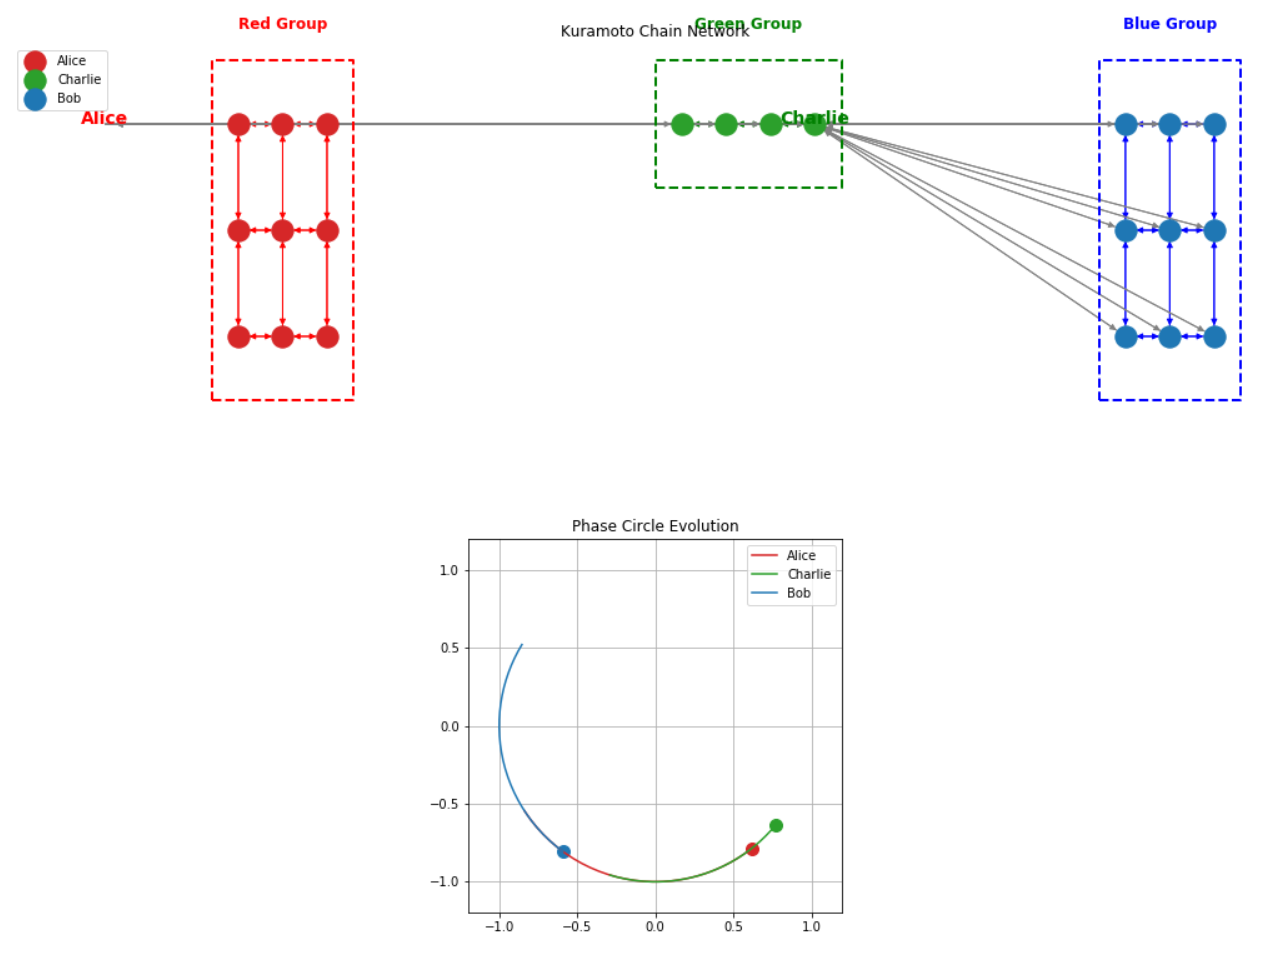 Red Group
Green Group
Blue Group
Kuramoto Chain Network
Alice
Charlie
Bob
Alice
Charlie
Phase Circle Evolution
Alice
Charlie
Bob
1.0
0.5
0.0
−0.5
−1.0
−1.0 −0.5 0.0 0.5 1.0